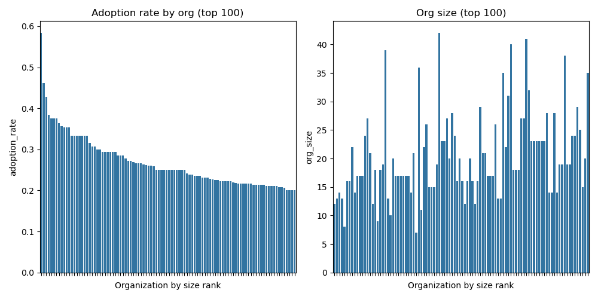 Adoption rate by org (top 100)
0.6
0.5
0.4
0.3
0.2
0.1
0.0
adoption_rate
Organization by size rank
Org size (top 100)
40
35
30
25
20
15
10
5
0
org_size
Organization by size rank